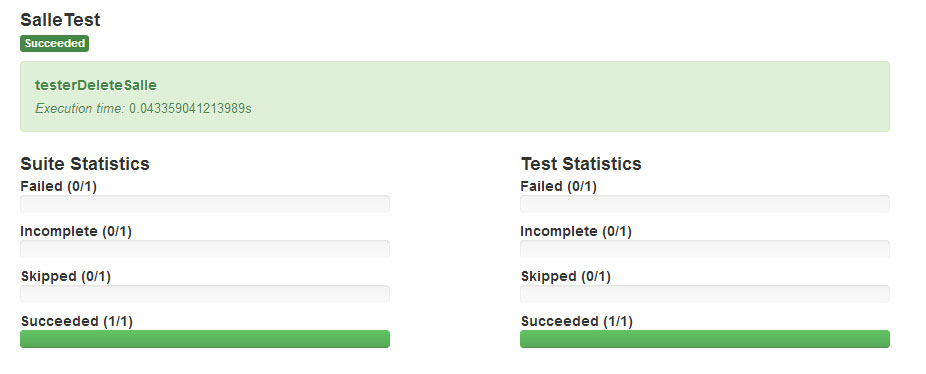 SalleTest
Succeeded
testerDeleteSalle
Execution time: 0.043359041213989s
Suite Statistics
Failed (0/1)
Incomplete (0/1)
Skipped (0/1)
Succeeded (1/1)
Test Statistics
Failed (0/1)
Incomplete (0/1)
Skipped (0/1)
Succeeded (1/1)